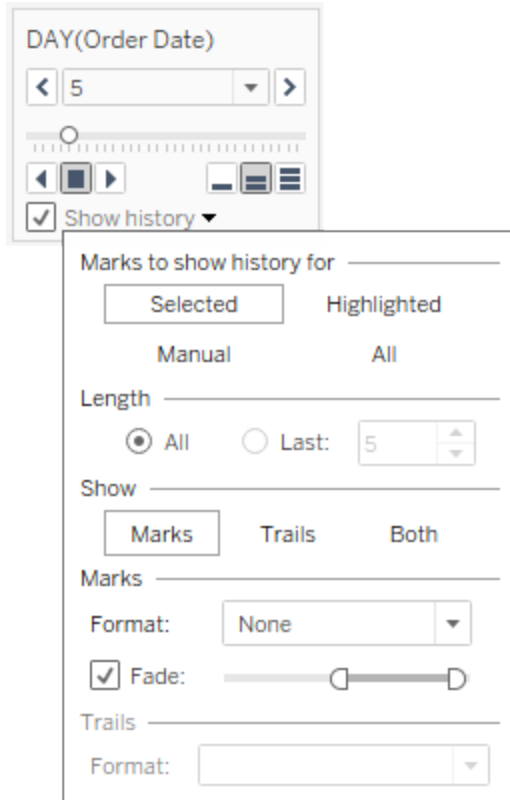 DAY(Order Date)
5
Show history
Marks to show history for
Selected Highlighted
Manual All
Length
All Last: 5
Show
Marks Trails Both
Marks
Format: None
Fade:
Trails
Format: